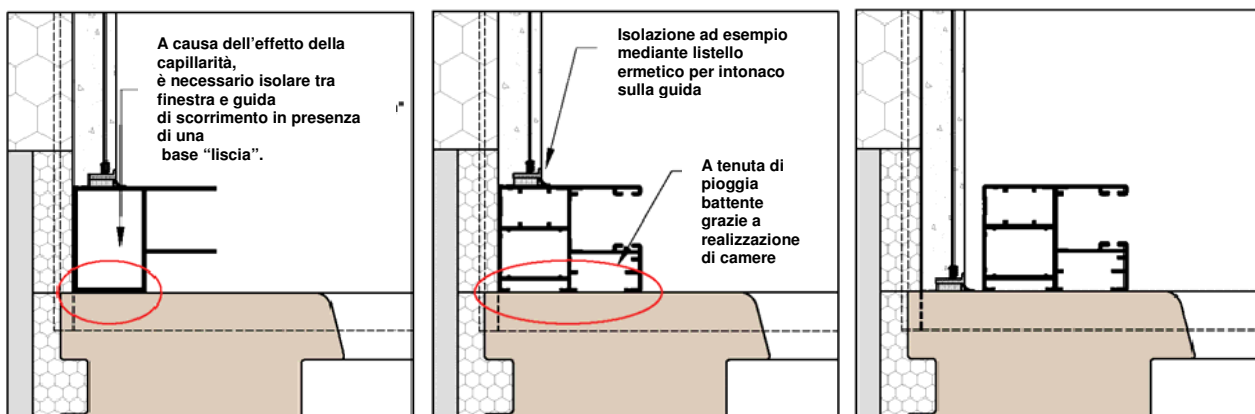 A causa dell'effetto della
capillarità,
è necessario isolare tra
finestra e guida
di scorrimento in presenza
di una
base “liscia”.
Isolazione ad esempio
mediante listello
ermetico per intonaco
sulla guida
A tenuta di
pioggia
battente
grazie a
realizzazione
di camere